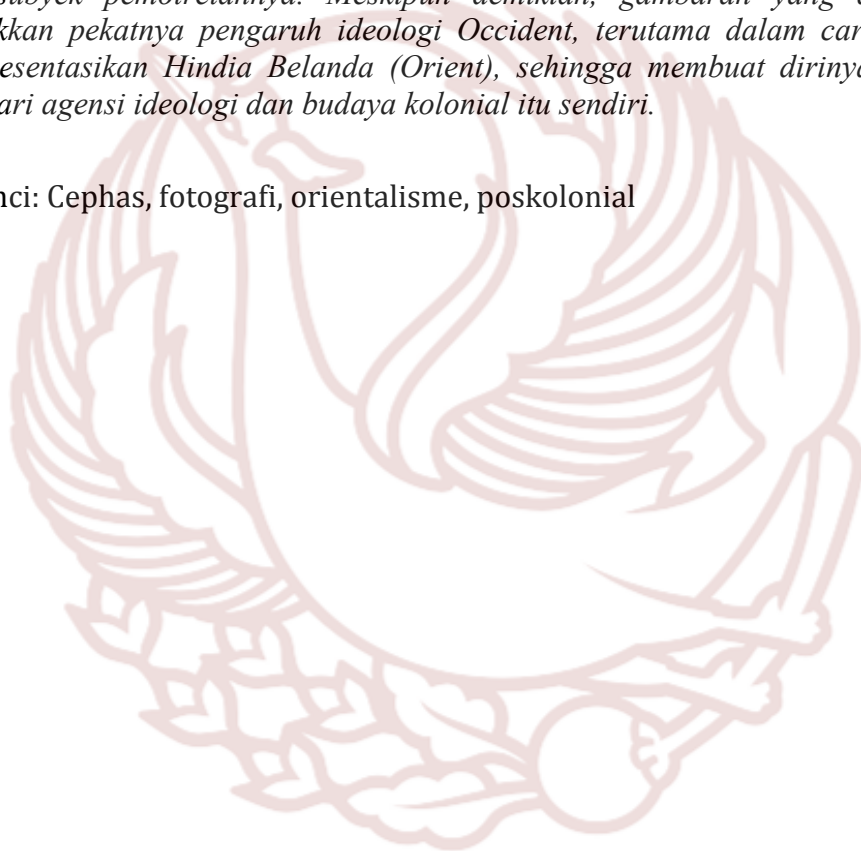 subyek pemotretannya. Meskipun demikian, gambaran yang
kkan pekatnya pengaruh ideologi Occident, terutama dalam car
esentasikan Hindia Belanda (Orient), sehingga membuat dirinya
ari agensi ideologi dan budaya kolonial itu sendiri.
nci: Cephas, fotografi, orientalisme, poskolonial